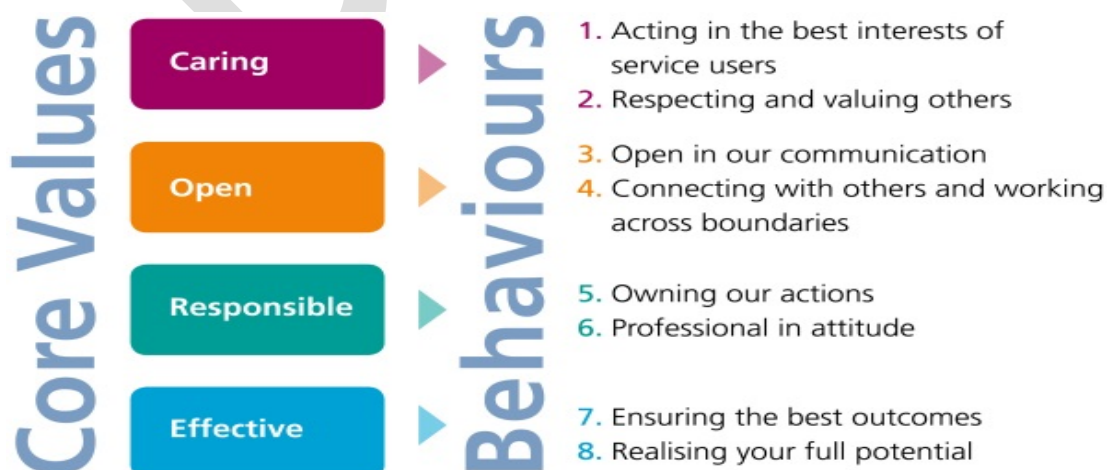 Core Values
Behaviours
Caring
1. Acting in the best interests of
service users
2. Respecting and valuing others
Open
3. Open in our communication
4. Connecting with others and working
across boundaries
Responsible
5. Owning our actions
6. Professional in attitude
Effective
7. Ensuring the best outcomes
8. Realising your full potential